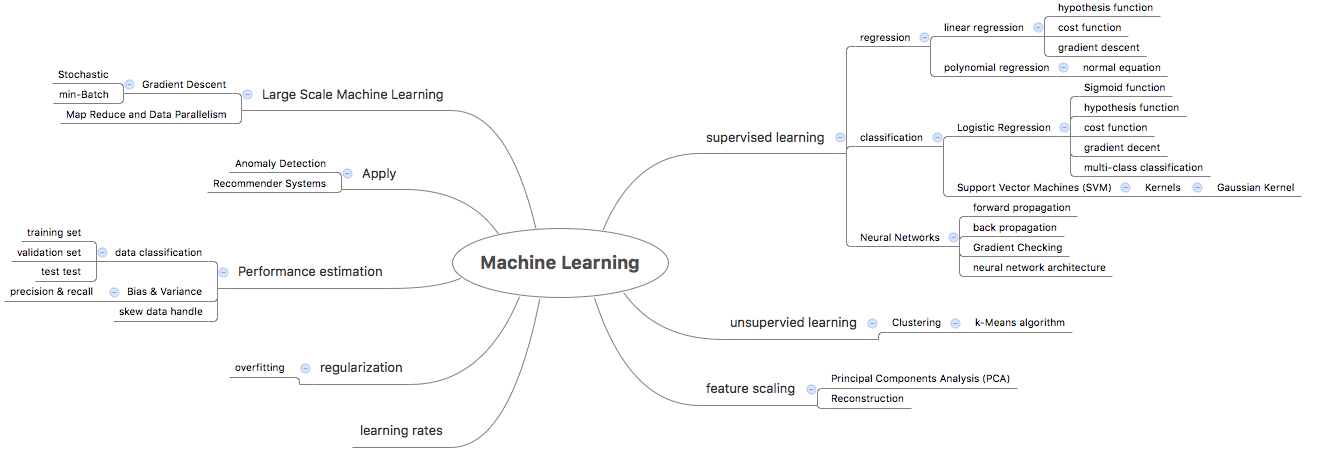 Machine Learning
supervised learning
regression
linear regression
hypothesis function
cost function
gradient descent
polynomial regression
normal equation
classification
Logistic Regression
Sigmoid function
hypothesis function
cost function
gradient decent
multi-class classification
Support Vector Machines (SVM)
Kernels
Gaussian Kernel
Neural Networks
forward propagation
back propagation
Gradient Checking
neural network architecture
unsupervied learning
Clustering
k-Means algorithm
feature scaling
Principal Components Analysis (PCA)
Reconstruction
Large Scale Machine Learning
Gradient Descent
Stochastic
min-Batch
Map Reduce and Data Parallelism
Apply
Anomaly Detection
Recommender Systems
Performance estimation
data classification
training set
validation set
test test
Bias & Variance
precision & recall
skew data handle
regularization
overfitting
learning rates